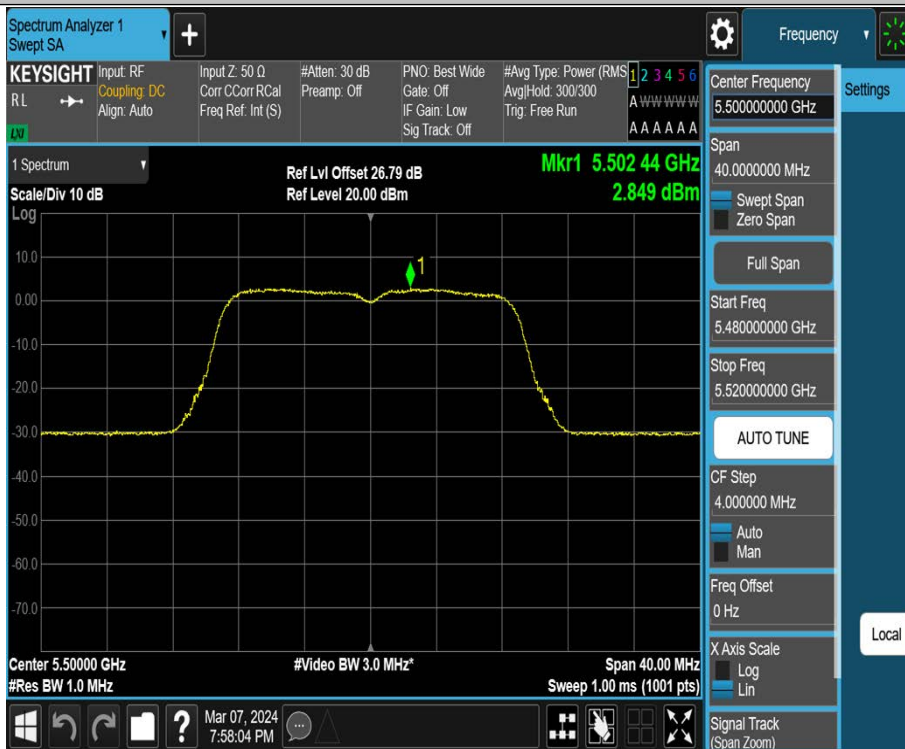 Spectrum Analyzer 1
Swept SA
+
Frequency
KEYSIGHT
RL
LXI
Input: RF
Coupling: DC
Align: Auto
Input Z: 50 Ω
Corr CCorr RCal
Freq Ref: Int (S)
#Atten: 30 dB
Preamp: Off
PNO: Best Wide
Gate: Off
IF Gain: Low
Sig Track: Off
#Avg Type: Power (RMS
Avg|Hold: 300/300
Trig: Free Run
1 2 3 4 5 6
A W W W W W
A A A A A A
1 Spectrum
Scale/Div 10 dB
Log
Ref Lvl Offset 26.79 dB
Ref Level 20.00 dBm
Mkr1 5.502 44 GHz
2.849 dBm
1
10.0
0.00
-10.0
-20.0
-30.0
-40.0
-50.0
-60.0
-70.0
Center 5.50000 GHz
#Res BW 1.0 MHz
#Video BW 3.0 MHz*
Span 40.00 MHz
Sweep 1.00 ms (1001 pts)
Mar 07, 2024
7:58:04 PM
?
Center Frequency
5.500000000 GHz
Span
40.0000000 MHz
Swept Span
Zero Span
Full Span
Start Freq
5.480000000 GHz
Stop Freq
5.520000000 GHz
AUTO TUNE
CF Step
4.000000 MHz
Auto
Man
Freq Offset
0 Hz
X Axis Scale
Log
Lin
Signal Track
(Span Zoom)
Settings
Local